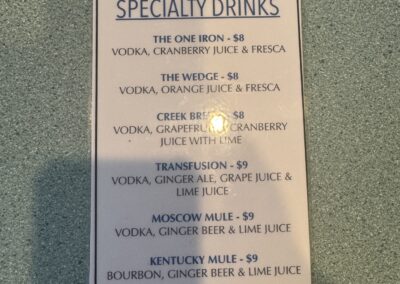 SPECIALTY DRINKS
THE ONE IRON - $8
VODKA, CRANBERRY JUICE & FRESCA
THE WEDGE - $8
VODKA, ORANGE JUICE & FRESCA
CREEK - $8
VODKA, GRAPEFRUIT, CRANBERRY
JUICE WITH LIME
TRANSFUSION - $9
VODKA, GINGER ALE, GRAPE JUICE &
LIME JUICE
MOSCOW MULE - $9
VODKA, GINGER BEER & LIME JUICE
KENTUCKY MULE - $9
BOURBON, GINGER BEER & LIME JUICE